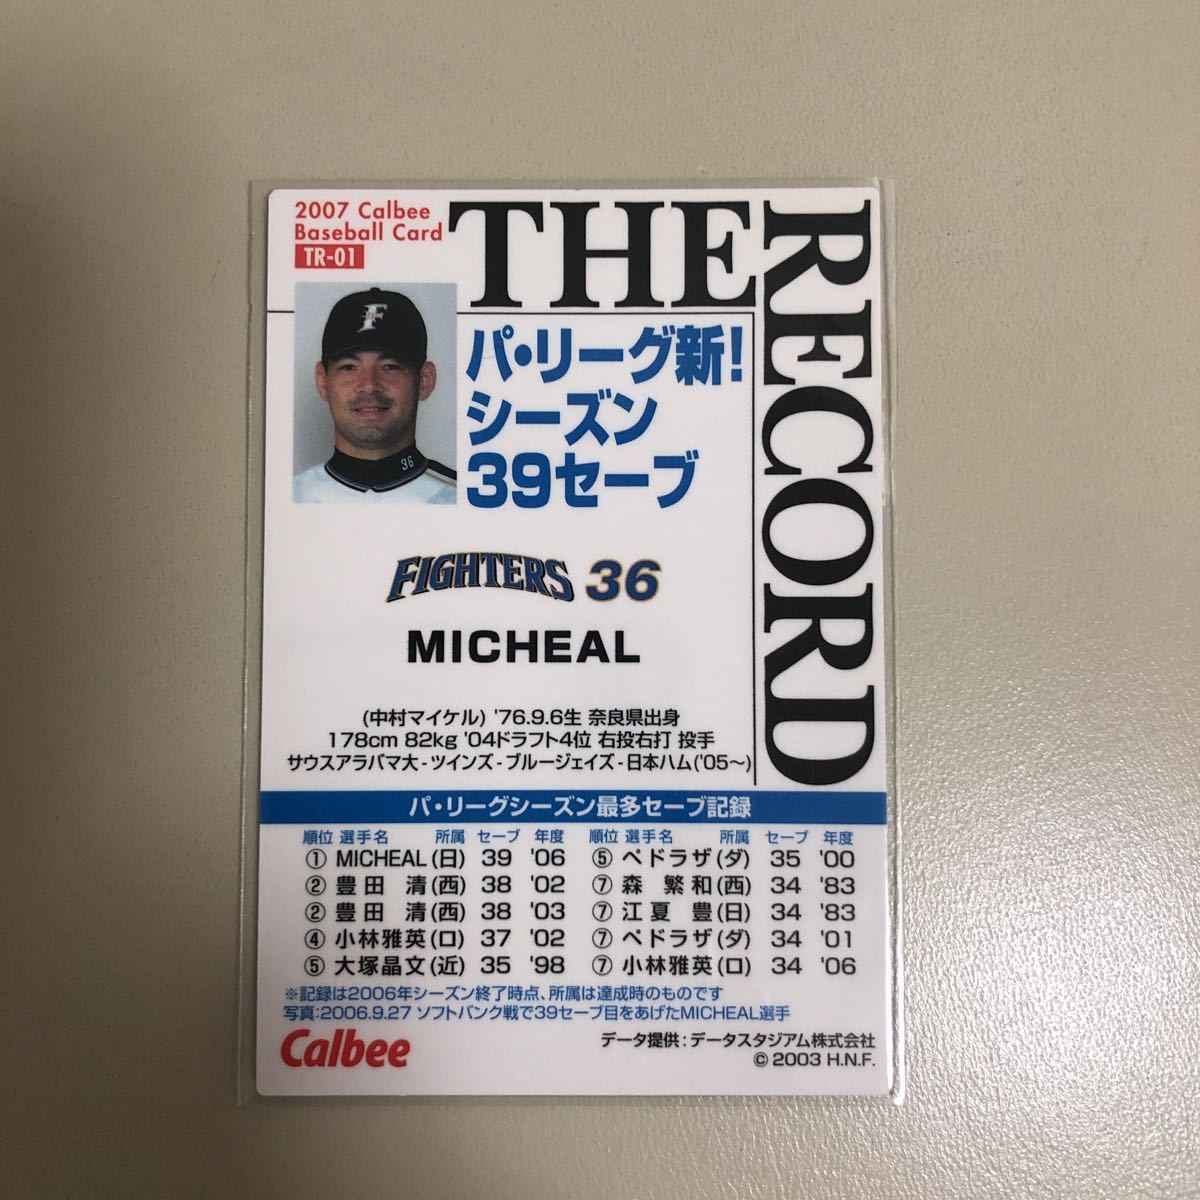 2007 Calbee
Baseball Card
TR-01
THE
RECORD
F
36
パ・リーグ新!
シーズン
39セーブ
FIGHTERS 36
MICHEAL
(中村マイケル) '76.9.6生 奈良県出身
178cm 82kg '04ドラフト4位 右投右打 投手
サウスアラバマ大-ツインズ-ブルージェイズ-日本ハム('05〜)
パ・リーグシーズン最多セーブ記録
順位 選手名 所属 セーブ 年度 順位 選手名 所属 セーブ 年度
① MICHEAL(日) 39 '06 ⑤ ペドラザ(ダ) 35 '00
② 豊田 清(西) 38 '02 ⑦ 森 繁和(西) 34 '83
② 豊田 清(西) 38 '03 ⑦ 江夏 豊(日) 34 '83
④ 小林雅英(ロ) 37 '02 ⑦ ペドラザ(ダ) 34 '01
⑤ 大塚晶文(近) 35 '98 ⑦ 小林雅英(ロ) 34 '06
※記録は2006年シーズン終了時点、所属は達成時のものです
写真:2006.9.27 ソフトバンク戦で39セーブ目をあげたMICHEAL選手
Calbee
データ提供:データスタジアム株式会社
© 2003 H.N.F.